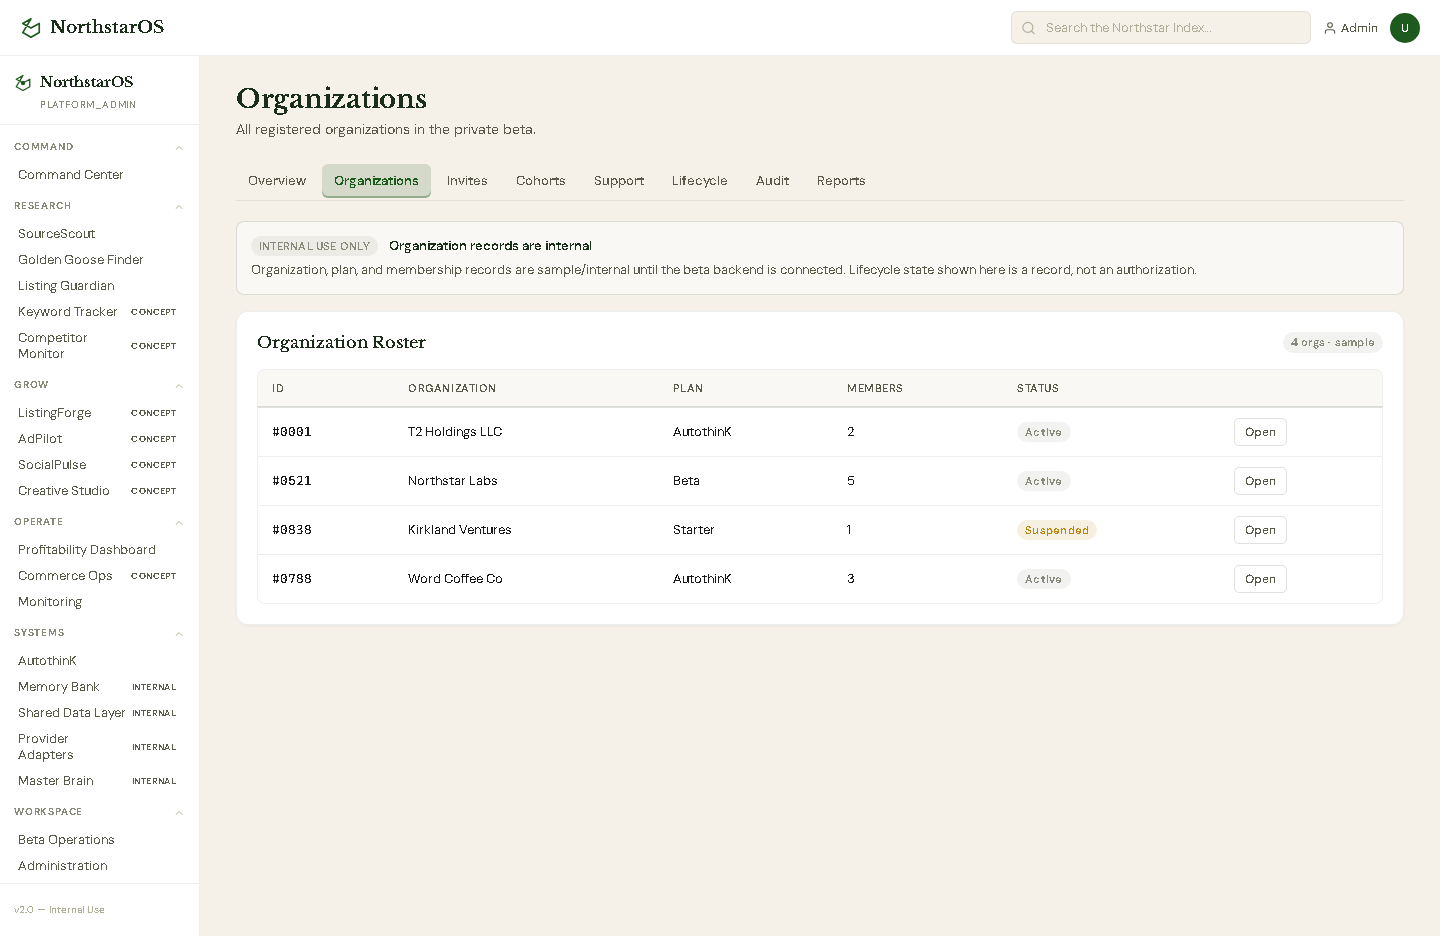 NorthstarOS
Search the Northstar Index...
Admin
U
NorthstarOS
PLATFORM_ADMIN
COMMAND
Command Center
RESEARCH
SourceScout
Golden Goose Finder
Listing Guardian
Keyword Tracker CONCEPT
Competitor
Monitor
CONCEPT
GROW
ListingForge CONCEPT
AdPilot CONCEPT
SocialPulse CONCEPT
Creative Studio CONCEPT
OPERATE
Profitability Dashboard
Commerce Ops CONCEPT
Monitoring
SYSTEMS
AutothinK
Memory Bank INTERNAL
Shared Data Layer INTERNAL
Provider
Adapters
INTERNAL
Master Brain INTERNAL
WORKSPACE
Beta Operations
Administration
v2.0 — Internal Use
Organizations
All registered organizations in the private beta.
Overview Organizations Invites Cohorts Support Lifecycle Audit Reports
INTERNAL USE ONLY Organization records are internal
Organization, plan, and membership records are sample/internal until the beta backend is connected. Lifecycle state shown here is a record, not an authorization.
Organization Roster
4 orgs · sample
ID ORGANIZATION PLAN MEMBERS STATUS
#0001 T2 Holdings LLC AutothinK 2 Active Open
#0521 Northstar Labs Beta 5 Active Open
#0838 Kirkland Ventures Starter 1 Suspended Open
#0788 Word Coffee Co AutothinK 3 Active Open